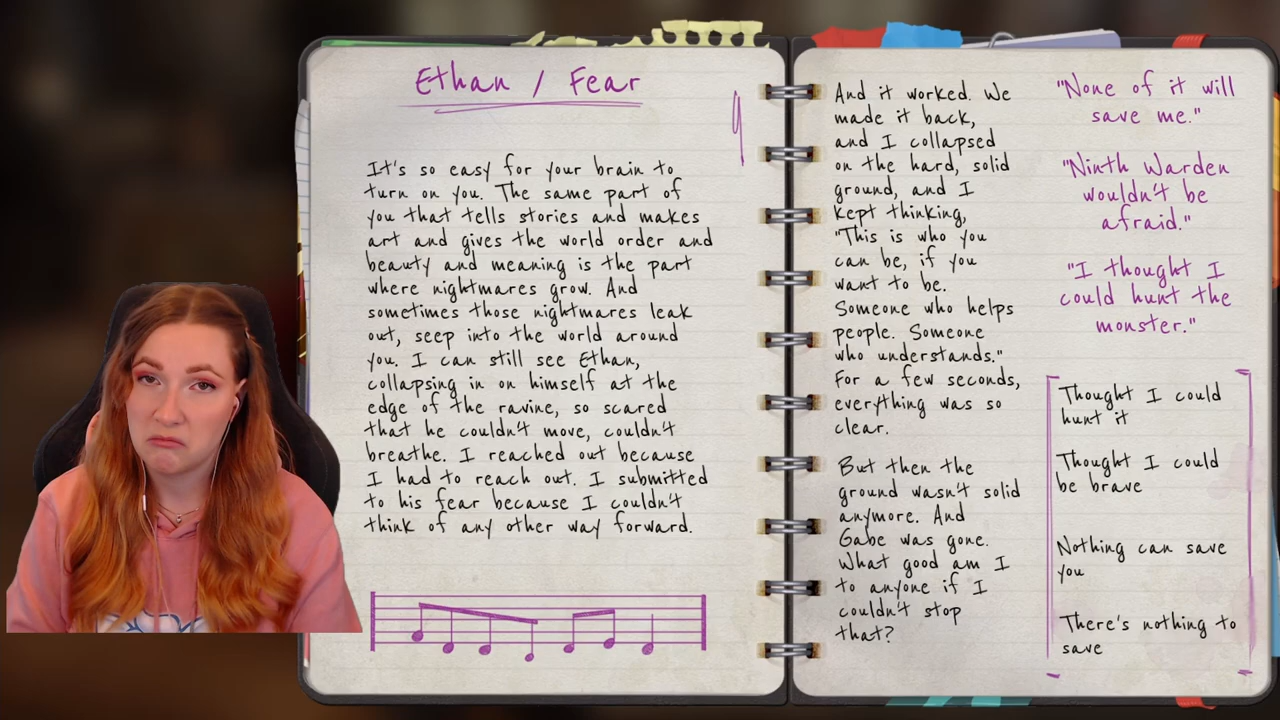 Ethan / Fear
It's so easy for your brain to
turn on you. The same part of
you that tells stories and makes
art and gives the world order and
beauty and meaning is the part
where nightmares grow. And
sometimes those nightmares leak
out, seep into the world around
you. I can still see Ethan,
collapsing in on himself at the
edge of the ravine, so scared
that he couldn't move, couldn't
breathe. I reached out because
I had to reach out. I submitted
to his fear because I couldn't
think of any other way forward.
And it worked. We
made it back,
and I collapsed
on the hard, solid
ground, and I
kept thinking,
"This is who you
can be, if you
want to be.
Someone who helps
people. Someone
who understands."
For a few seconds,
everything was so
clear.
But then the
ground wasn't solid
anymore. And
Gabe was gone.
What good am I
to anyone if I
couldn't stop
that?
"None of it will
save me."
"Ninth Warden
wouldn't be
afraid."
"I thought I
could hunt the
monster."
Thought I could
hunt it
Thought I could
be brave
Nothing can save
you
There's nothing to
save